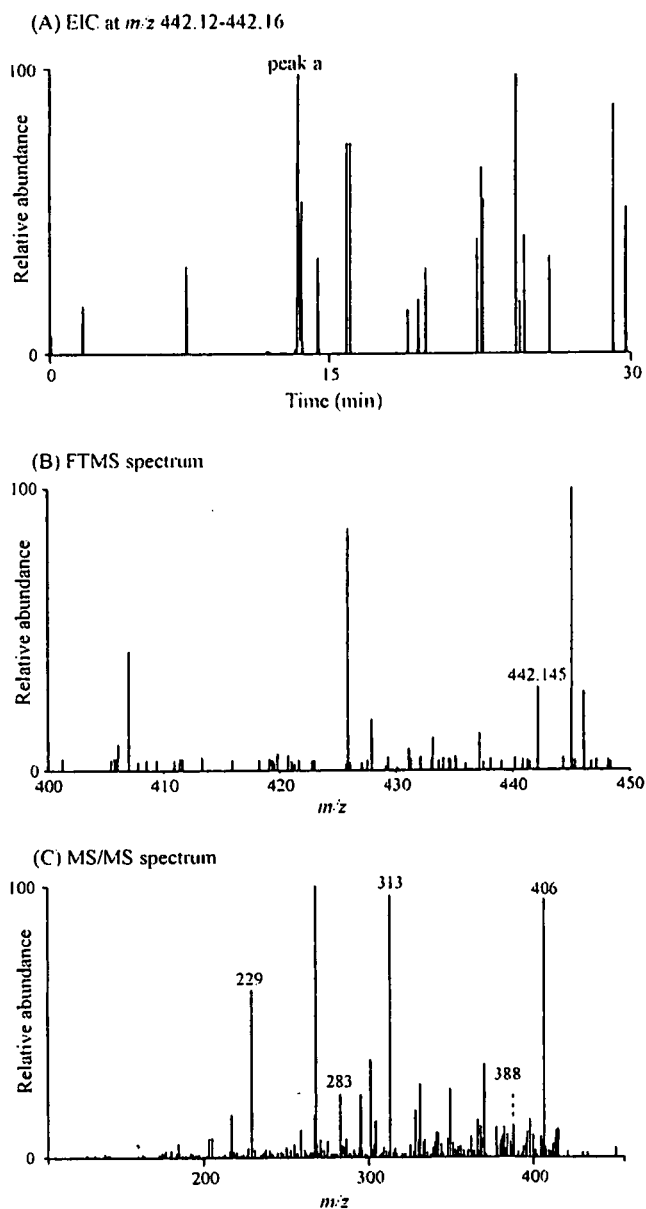 (A) EIC at m/z 442.12-442.16
peak a
100
Relative abundance
0
0
15
30
Time (min)
(B) FTMS spectrum
100
Relative abundance
442.145
0
400
410
420
430
440
450
m/z
(C) MS/MS spectrum
100
313
406
Relative abundance
229
283
388
0
200
300
400
m/z